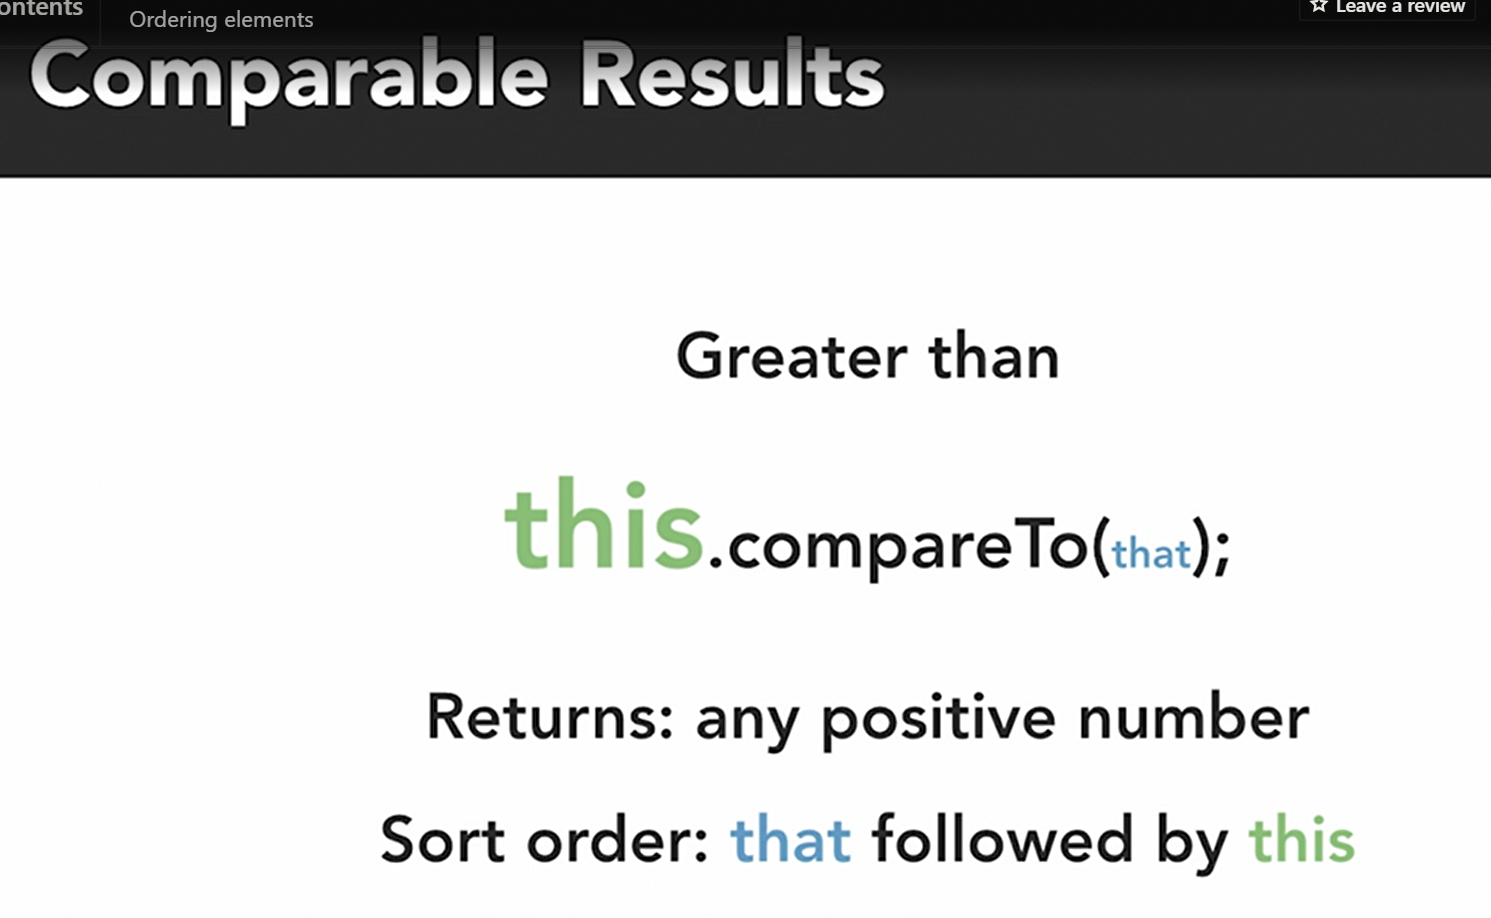 ontents
Ordering elements
Leave a review
Comparable Results
Greater than
this.compareTo(that);
Returns: any positive number
Sort order: that followed by this